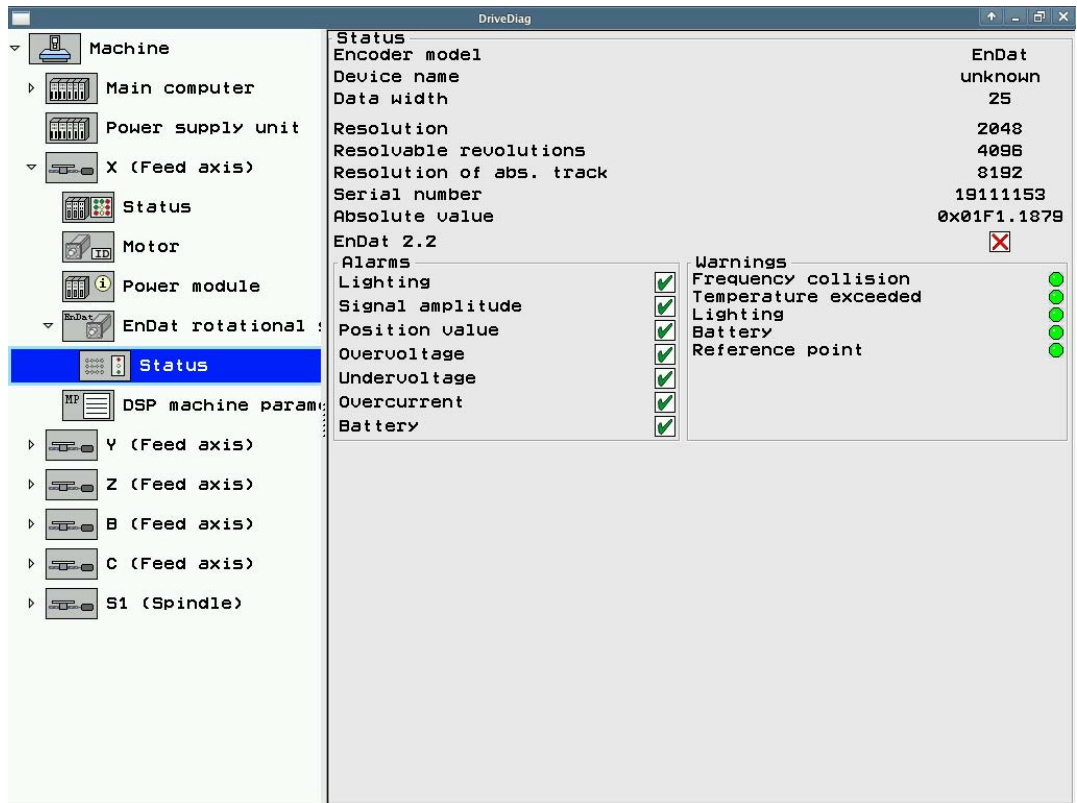 DriveDiag
Machine
Main computer
Power supply unit
X (Feed axis)
Status
Motor
ID
Power module
EnDat
EnDat rotational
Status
MP
DSP machine param
Y (Feed axis)
Z (Feed axis)
B (Feed axis)
C (Feed axis)
S1 (Spindle)
Status
Encoder model EnDat
Device name unknown
Data width 25
Resolution 2048
Resolvable revolutions 4096
Resolution of abs. track 8192
Serial number 19111153
Absolute value 0x01F1.1879
EnDat 2.2
Alarms
Lighting
Signal amplitude
Position value
Overvoltage
Undervoltage
Overcurrent
Battery
Warnings
Frequency collision
Temperature exceeded
Lighting
Battery
Reference point